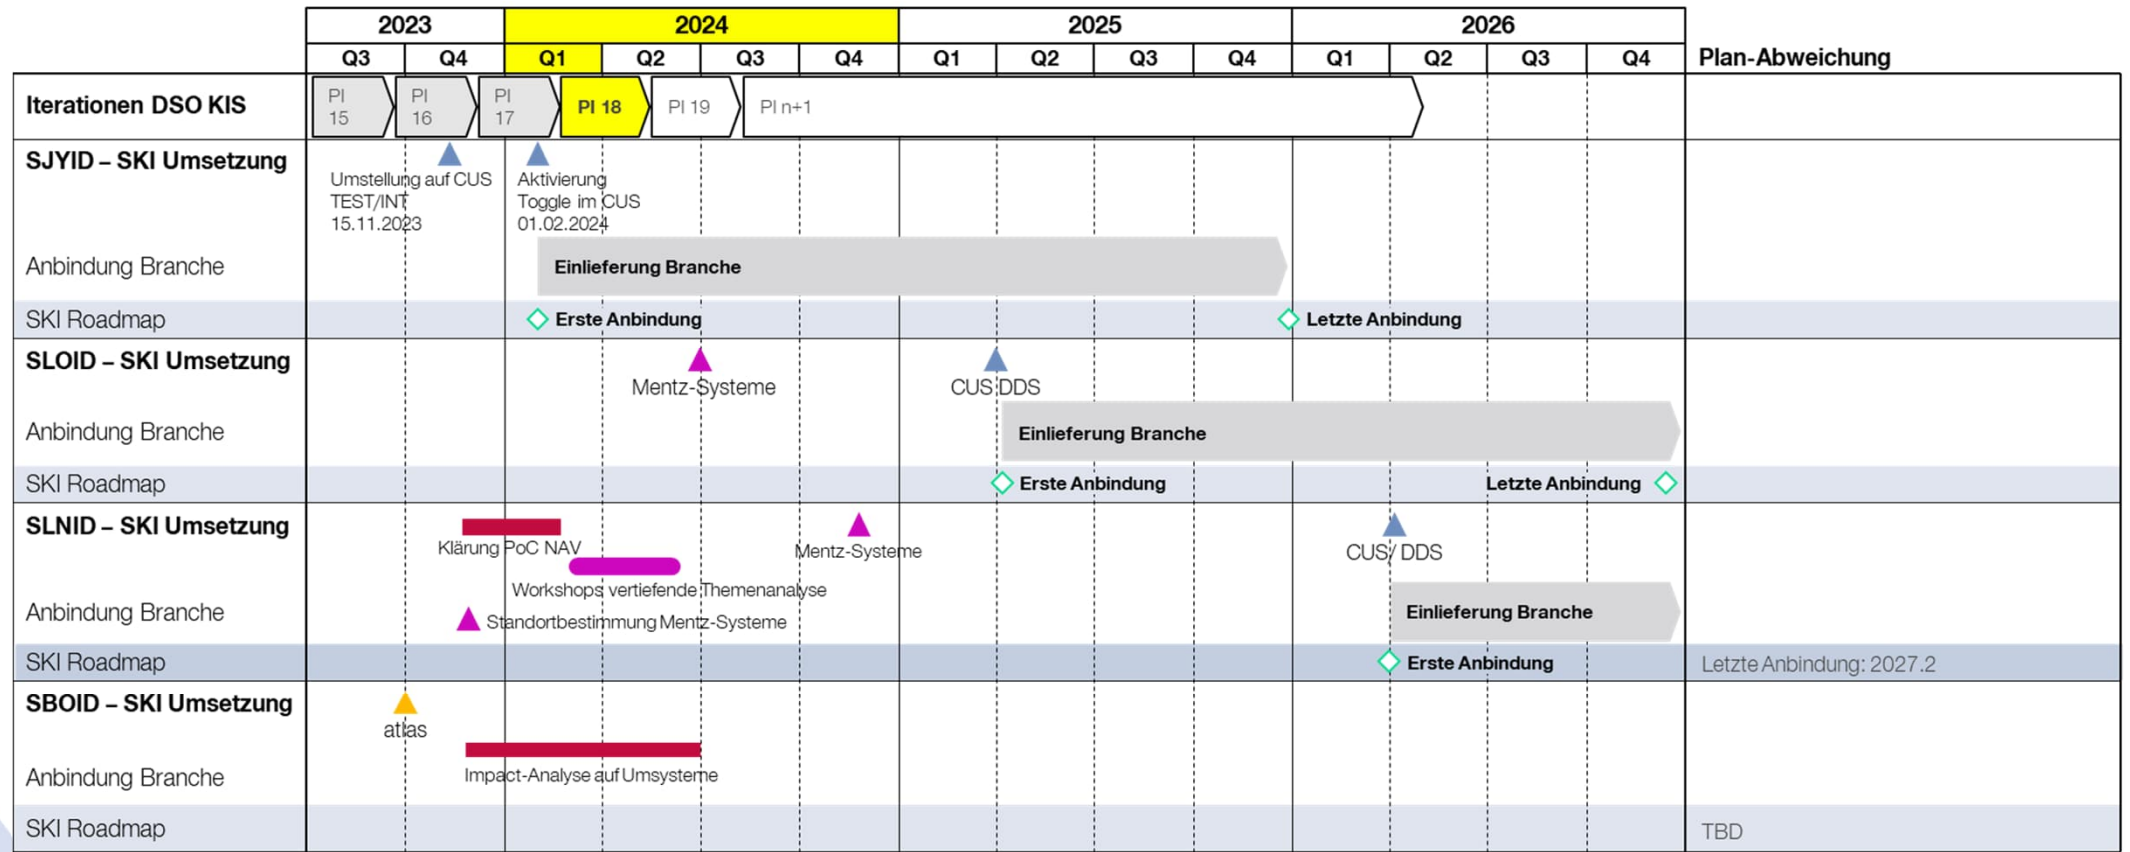 2023 2024 2025 2026
Q3 Q4 Q1 Q2 Q3 Q4 Q1 Q2 Q3 Q4 Q1 Q2 Q3 Q4 Plan-Abweichung
Iterationen DSO KIS
PI
15
PI
16
PI
17
PI 18
PI 19
PI n+1
SJYID – SKI Umsetzung
Umstellung auf CUS
TEST/INT
15.11.2023
Aktivierung
Toggle im CUS
01.02.2024
Anbindung Branche
Einlieferung Branche
SKI Roadmap
Erste Anbindung
Letzte Anbindung
SLOID – SKI Umsetzung
Mentz-Systeme
CUS DDS
Anbindung Branche
Einlieferung Branche
SKI Roadmap
Erste Anbindung
Letzte Anbindung
SLNID – SKI Umsetzung
Klärung PoC NAV
Mentz-Systeme
CUS/ DDS
Workshops vertiefende Themenanalyse
Anbindung Branche
Standortbestimmung Mentz-Systeme
Einlieferung Branche
SKI Roadmap
Erste Anbindung
Letzte Anbindung: 2027.2
SBOID – SKI Umsetzung
atlas
Impact-Analyse auf Umsysteme
Anbindung Branche
SKI Roadmap
TBD